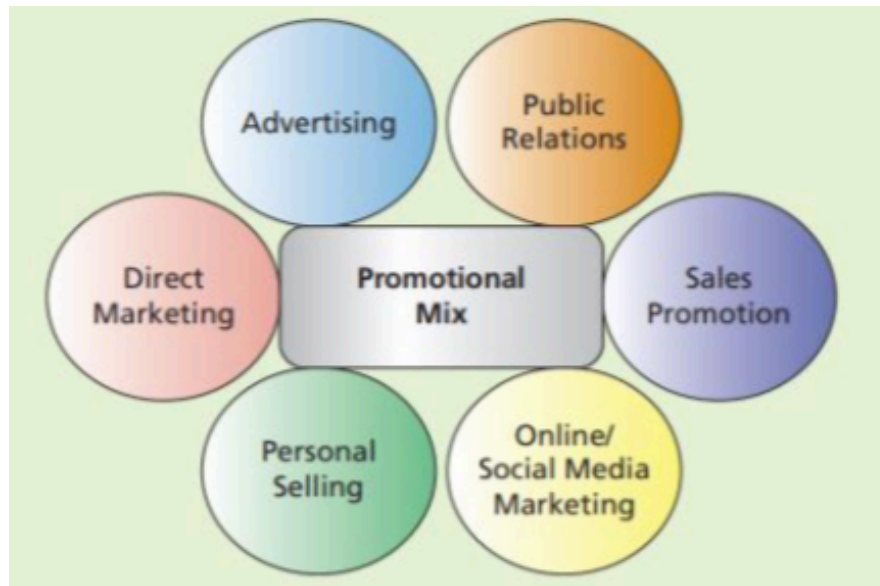 Advertising
Public
Relations
Direct
Marketing
Promotional
Mix
Sales
Promotion
Personal
Selling
Online/
Social Media
Marketing